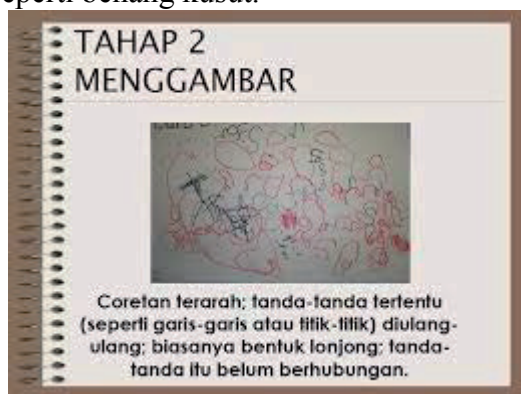 eperti benang kusut.
TAHAP 2
MENGGAMBAR
Coretan terarah; tanda-tanda tertentu
(seperti garis-garis atau titik-titik) diulang-
ulang; biasanya bentuk lonjong; tanda-
tanda itu belum berhubungan.